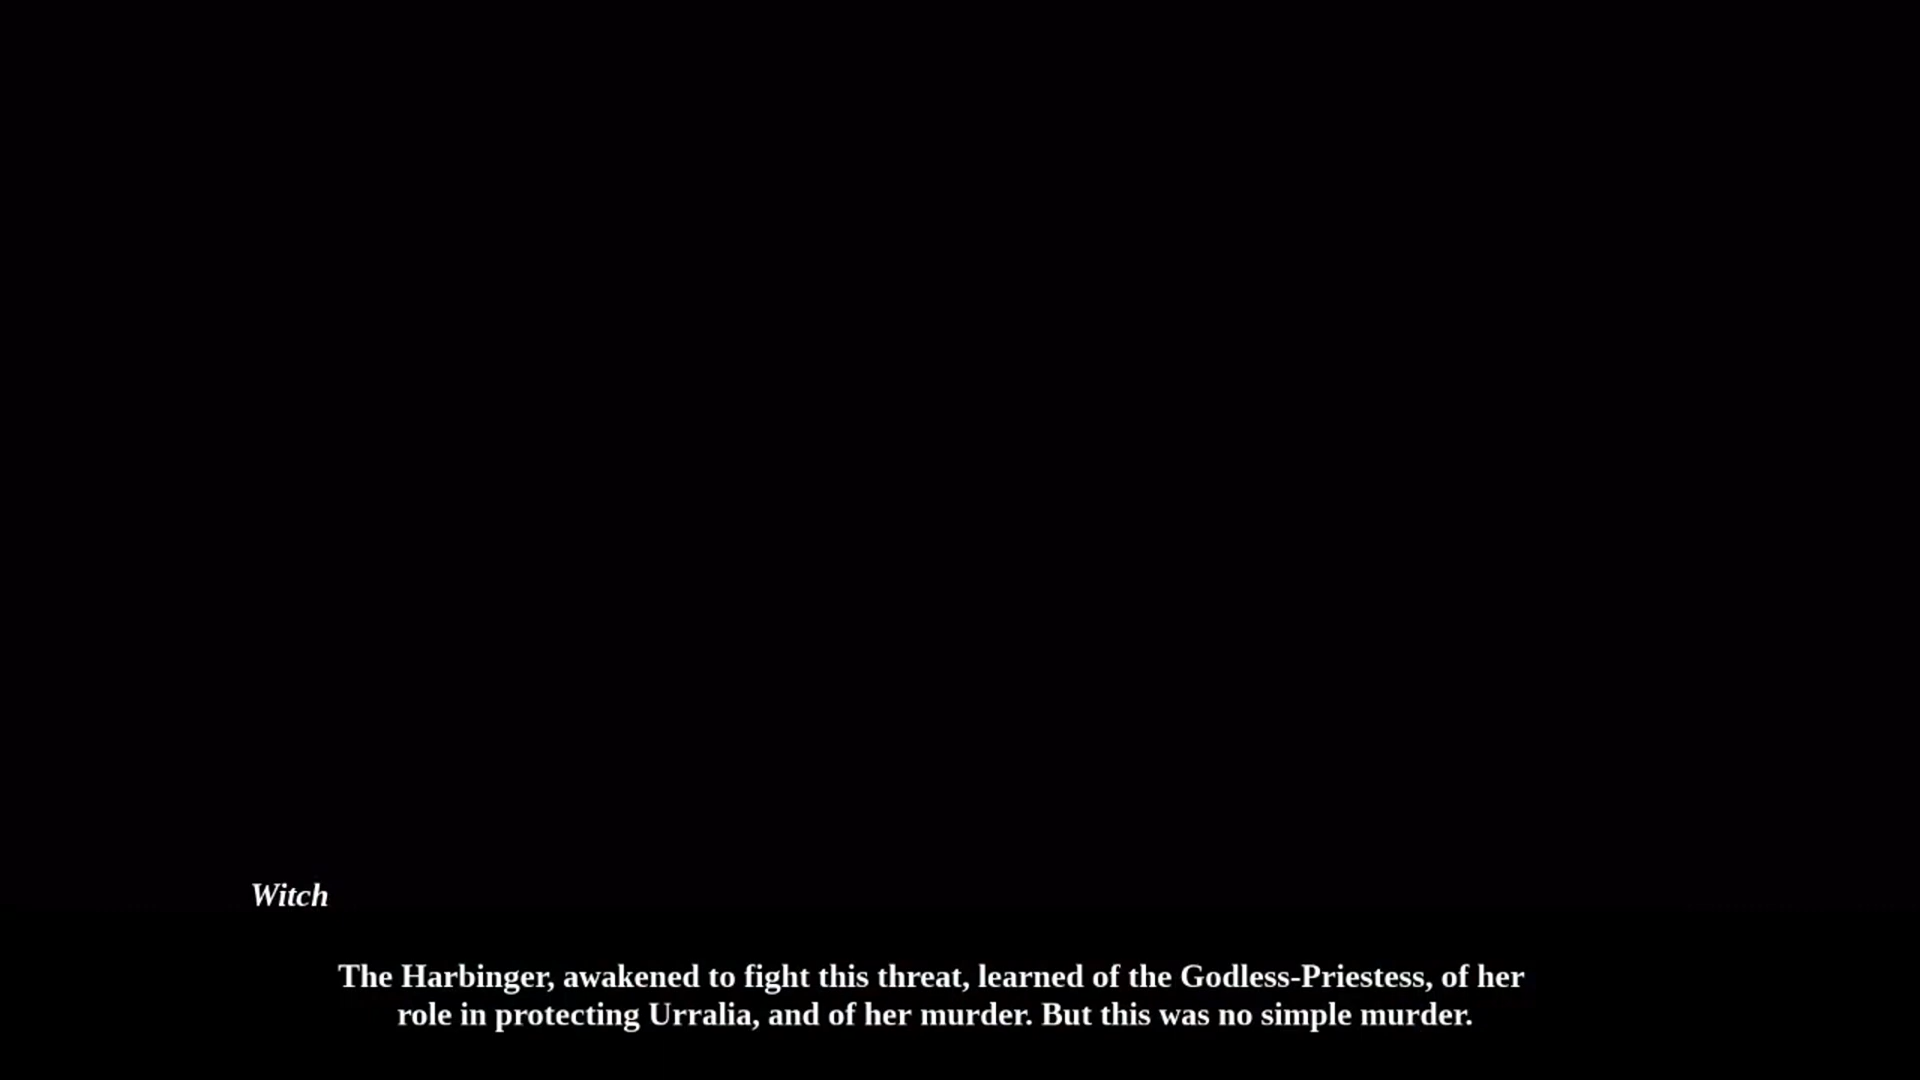 Witch
The Harbinger, awakened to fight this threat, learned of the Godless-Priestess, of her
role in protecting Urralia, and of her murder. But this was no simple murder.